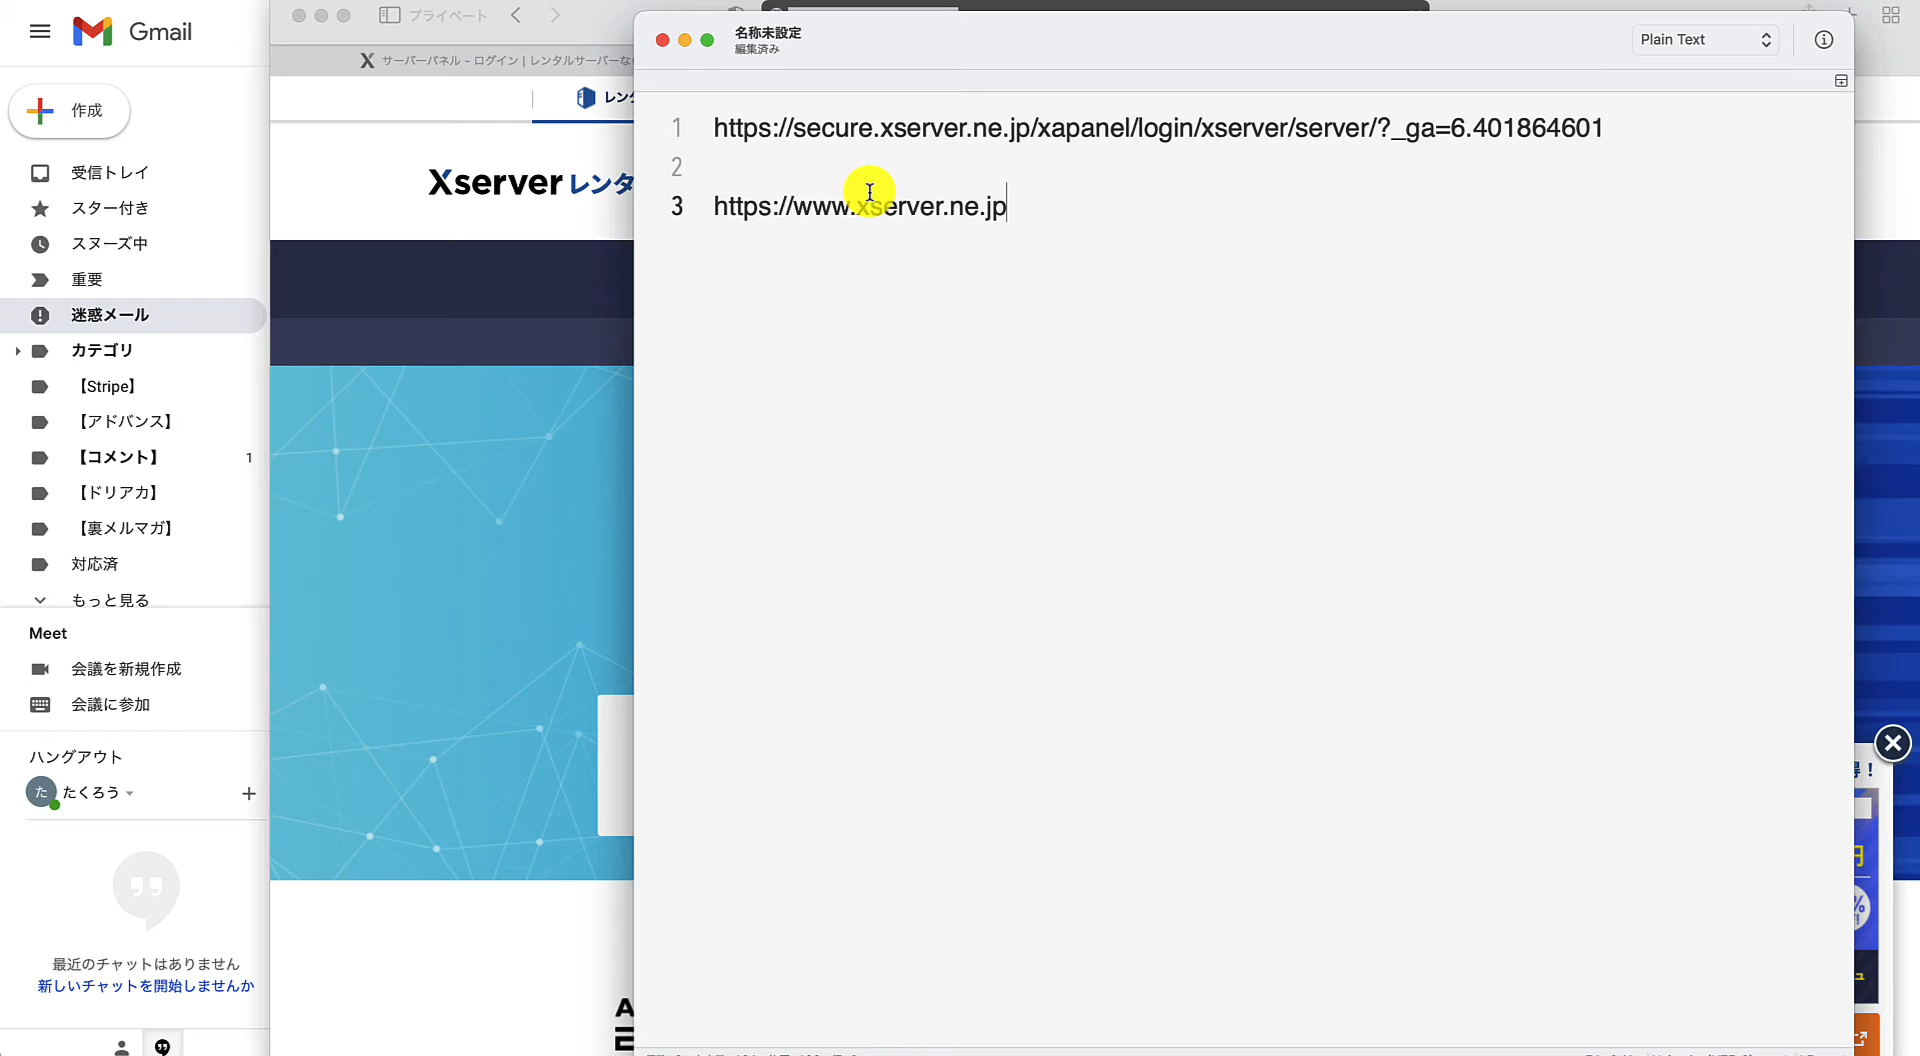 Gmail
作成
受信トレイ
スター付き
スヌーズ中
重要
迷惑メール
カテゴリ
【Stripe】
【アドバンス】
【コメント】
1
【ドリアカ】
【裏メルマガ】
対応済
もっと見る
Meet
会議を新規作成
会議に参加
ハングアウト
た たくろう
最近のチャットはありません
新しいチャットを開始しませんか
プライベート
サーバーパネル - ログイン | レンタルサーバーな
レン
Xserver レンタ
名称未設定
編集済み
Plain Text
1 https://secure.xserver.ne.jp/xapanel/login/xserver/server/?_ga=6.401864601
2
3 https://www.xserver.ne.jp
！
円
%